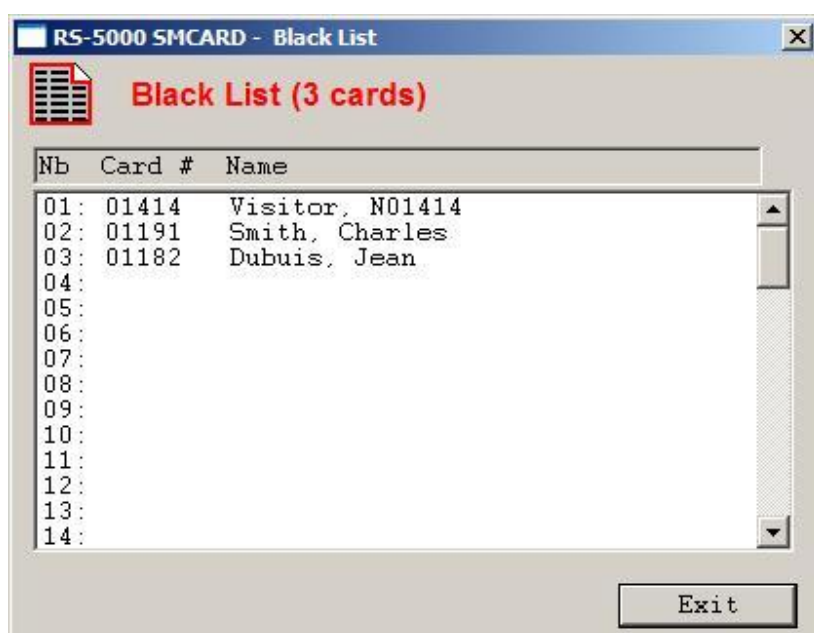 RS-5000 SMCARD - Black List
Black List (3 cards)
Nb Card # Name
01: 01414 Visitor, N01414
02: 01191 Smith, Charles
03: 01182 Dubuis, Jean
04:
05:
06:
07:
08:
09:
10:
11:
12:
13:
14:
Exit